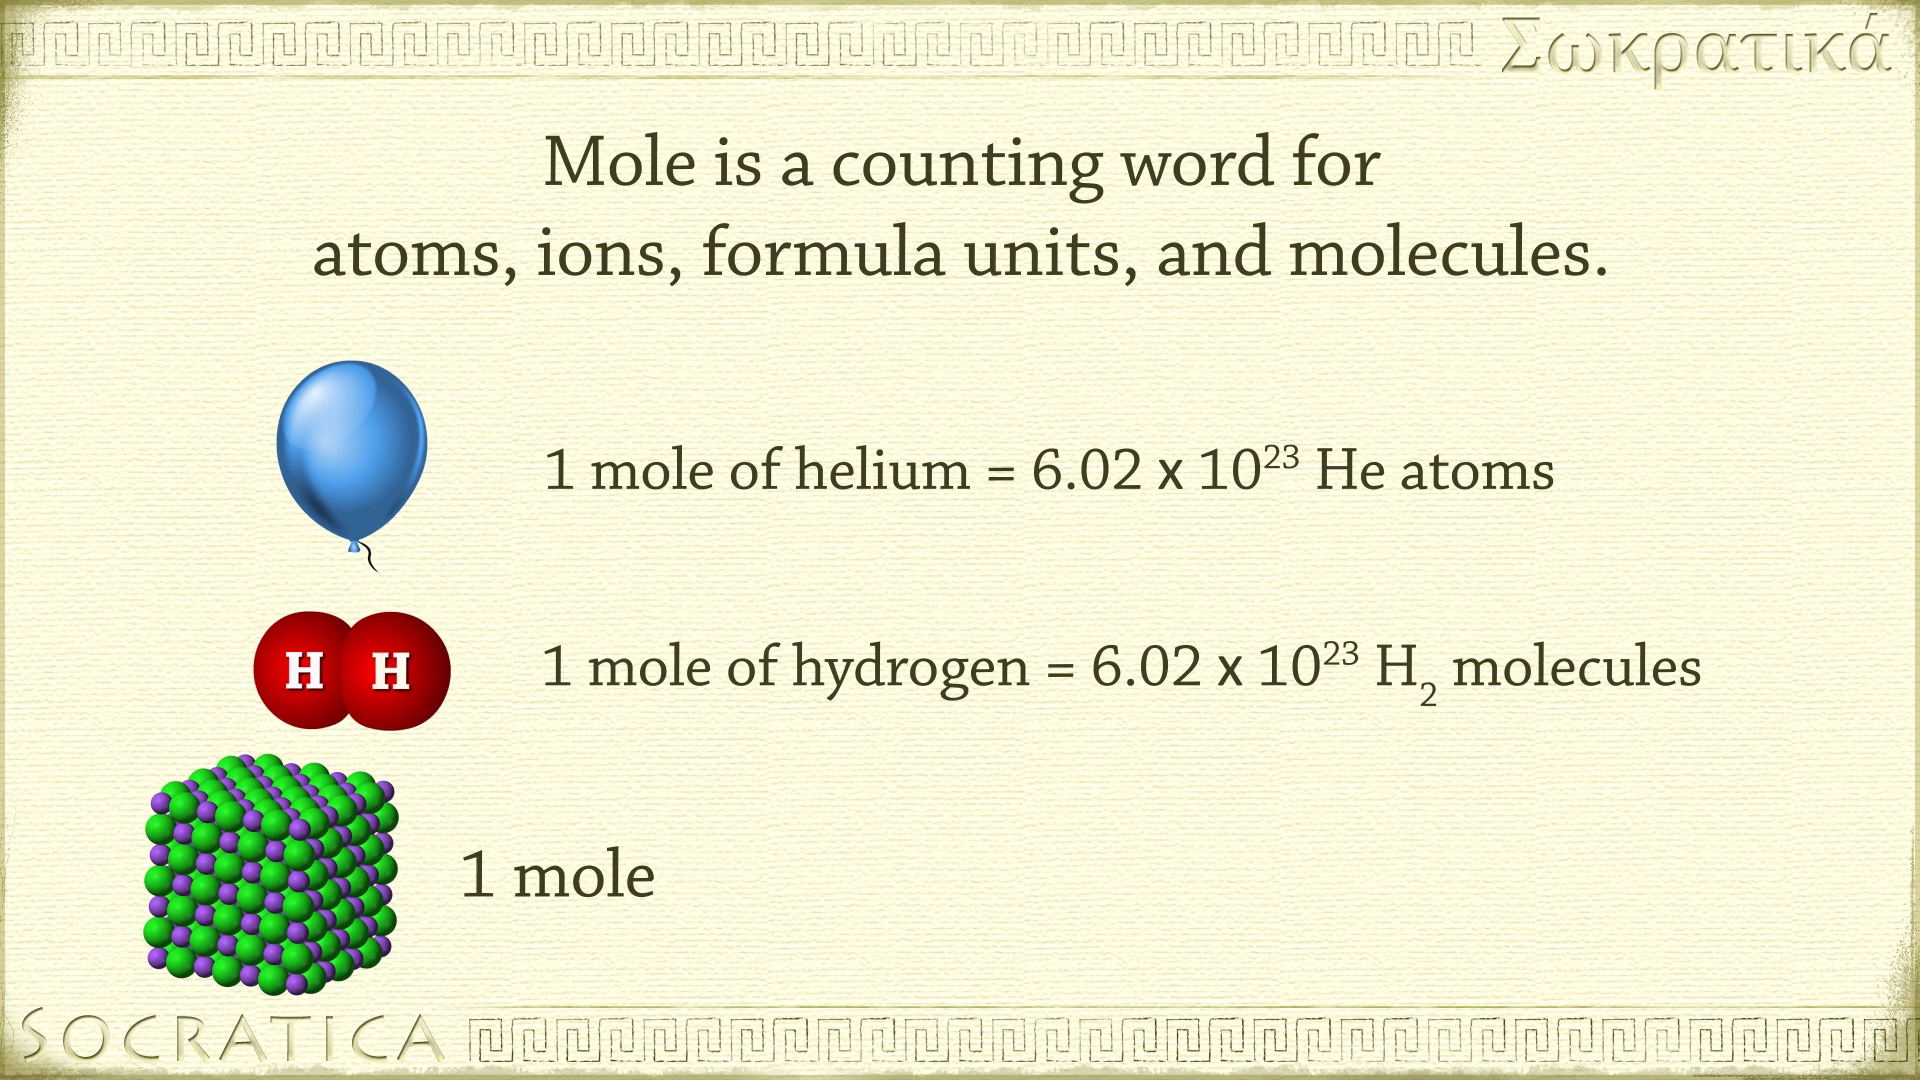 Σωκρατικά
Mole is a counting word for
atoms, ions, formula units, and molecules.
1 mole of helium = 6.02 x 10²³ He atoms
H H
1 mole of hydrogen = 6.02 x 10²³ H₂ molecules
1 mole
SOCRATICA